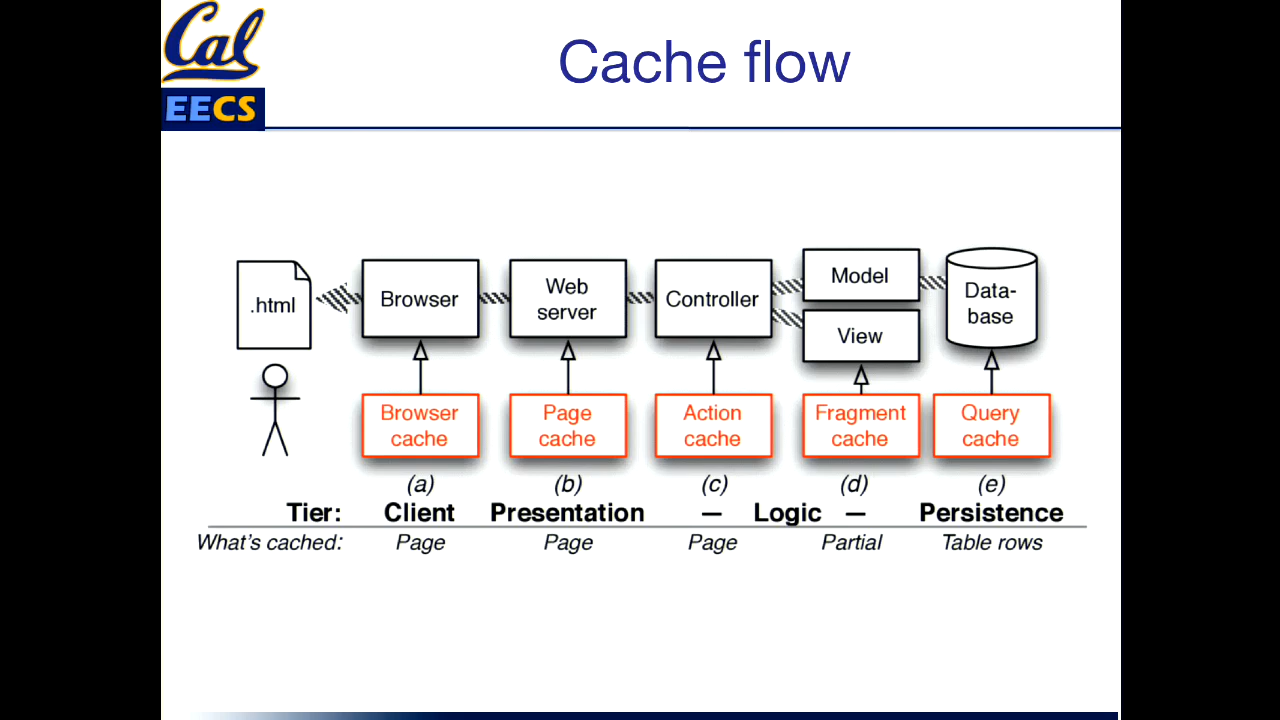 Cal
EECS
Cache flow
.html
Browser
Web
server
Controller
Model
View
Data-
base
Browser
cache
Page
cache
Action
cache
Fragment
cache
Query
cache
(a)
(b)
(c)
(d)
(e)
Tier: Client Presentation — Logic — Persistence
What's cached: Page Page Page Partial Table rows